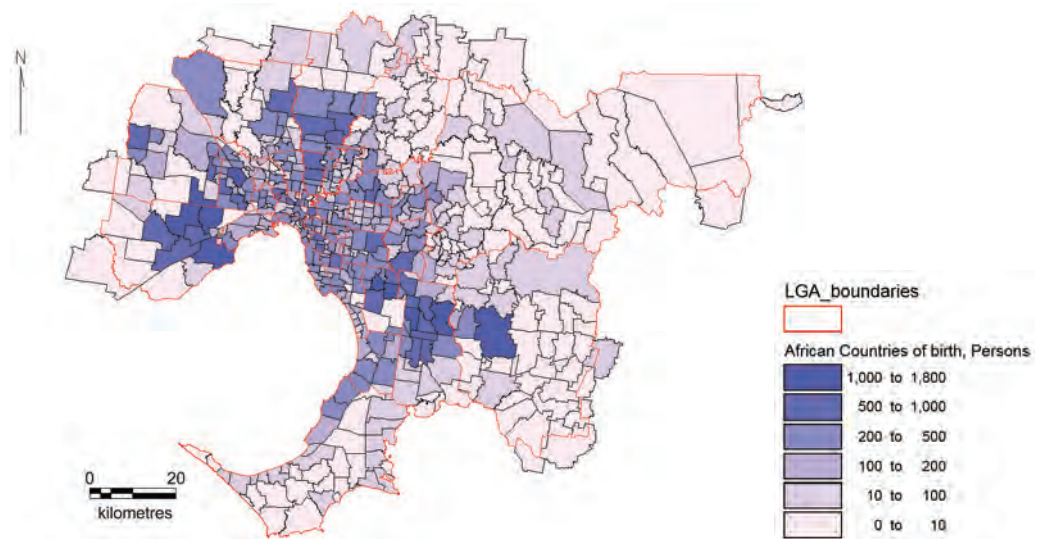 N
LGA_boundaries
African Countries of birth, Persons
1,000 to 1,800
500 to 1,000
200 to 500
100 to 200
10 to 100
0 to 10
0 20
kilometres